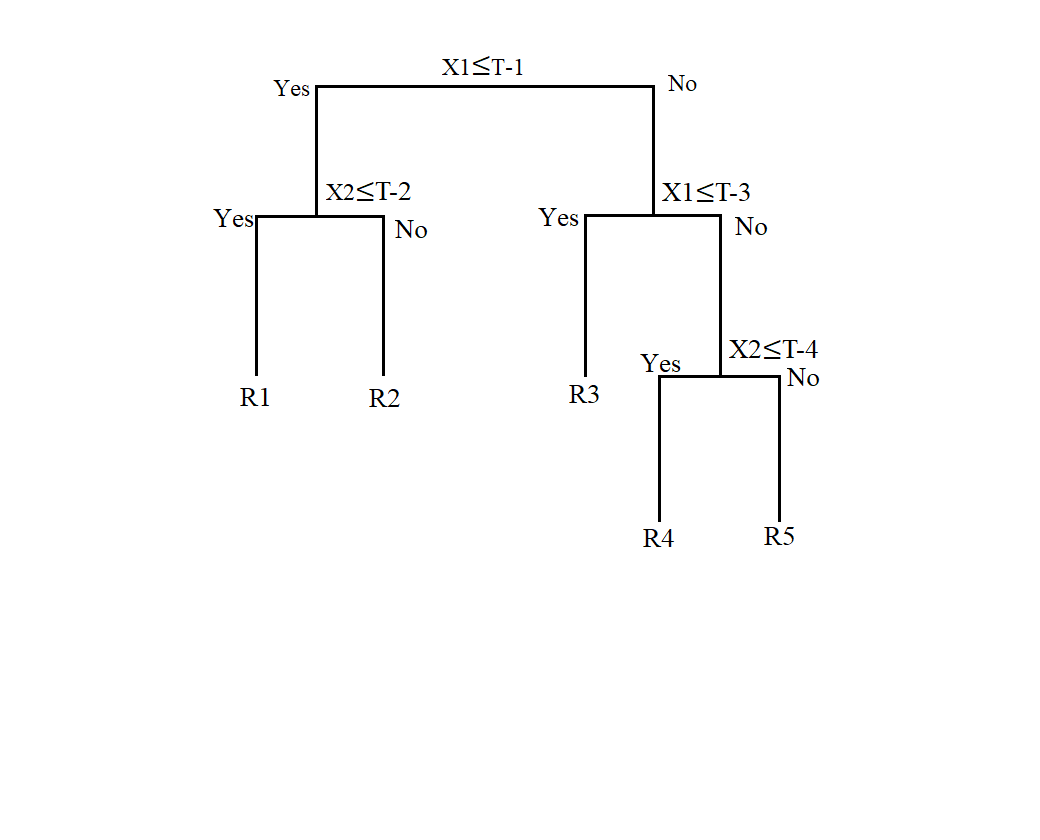 X1≤T-1
Yes
No
X2≤T-2
X1≤T-3
Yes
No
Yes
No
X2≤T-4
Yes
No
R1
R2
R3
R4
R5